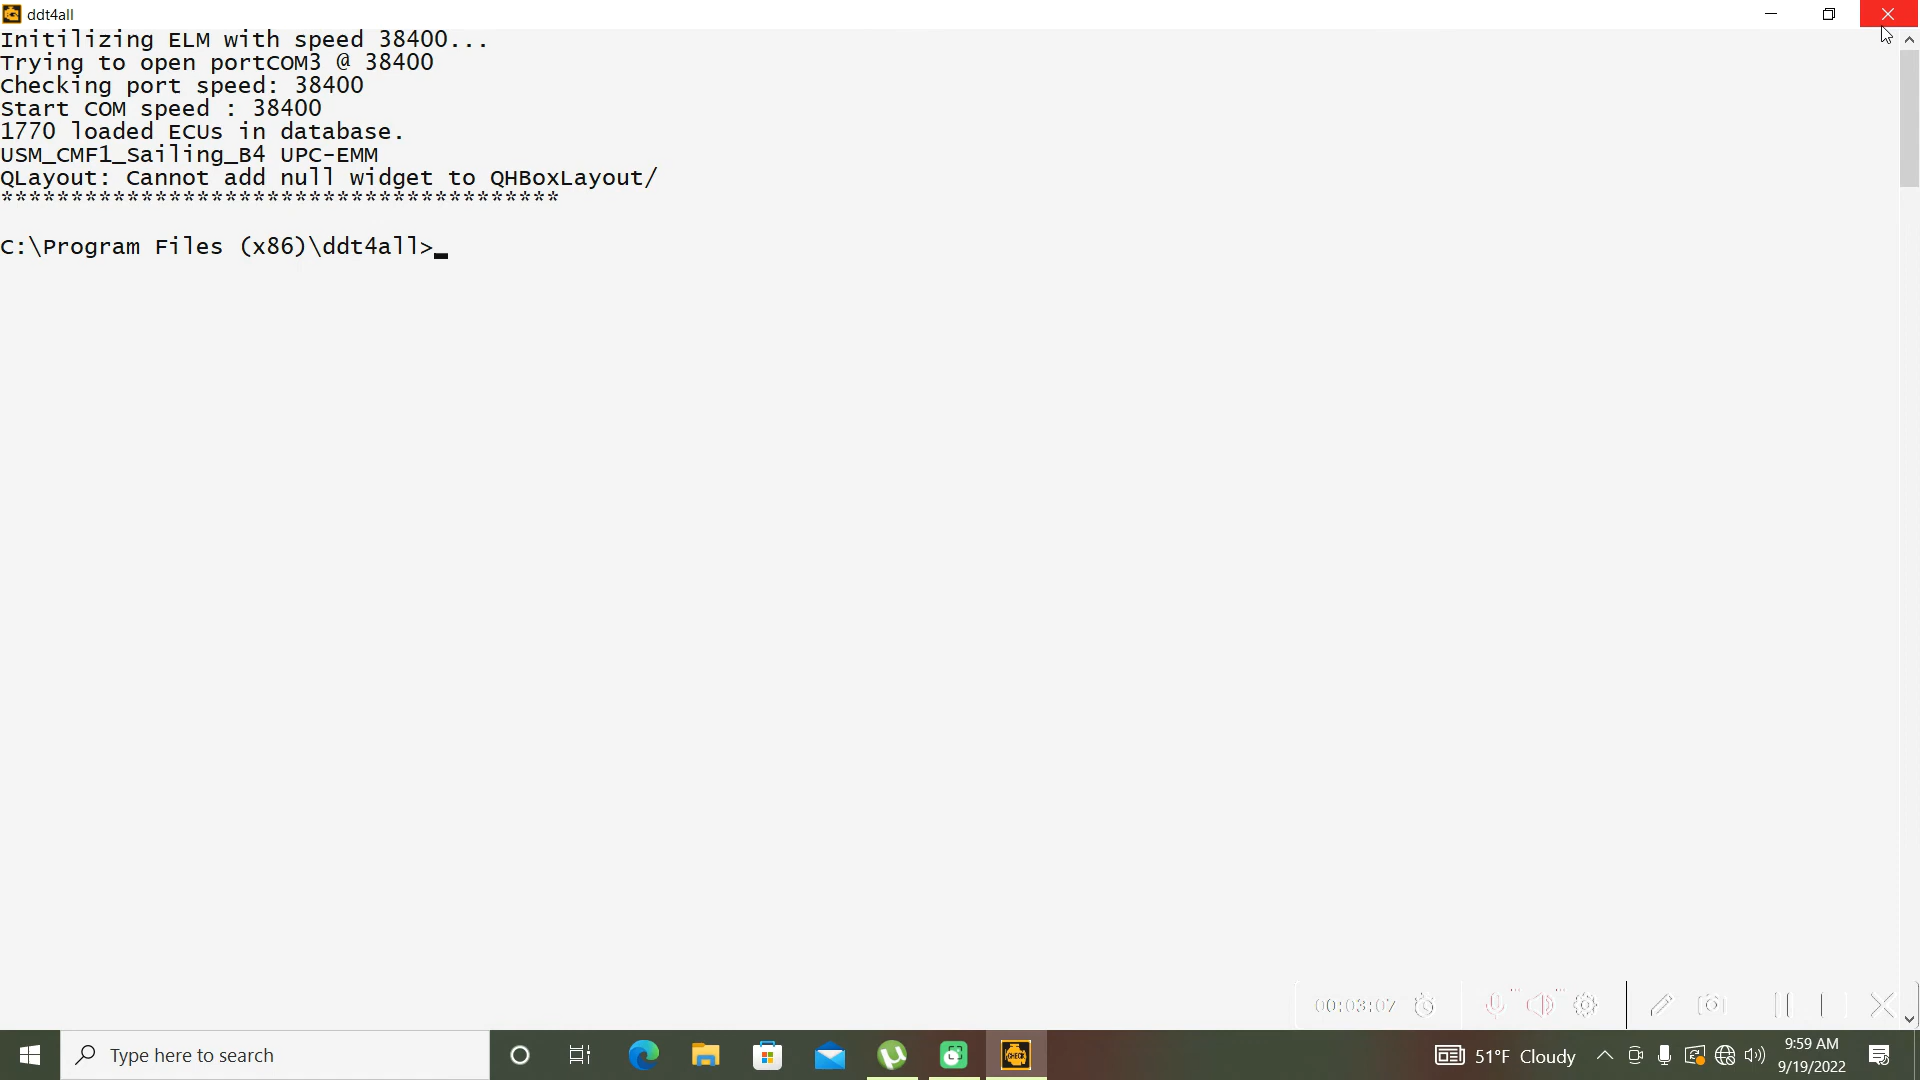 ddt4all
Initilizing ELM with speed 38400...
Trying to open portCOM3 @ 38400
Checking port speed: 38400
Start COM speed : 38400
1770 loaded ECUs in database.
USM_CMF1_Sailing_B4 UPC-EMM
QLayout: Cannot add null widget to QHBoxLayout/
****************************************
C:\Program Files (x86)\ddt4all>
00:03:07
Type here to search
CHECK
51°F Cloudy
9:59 AM
9/19/2022